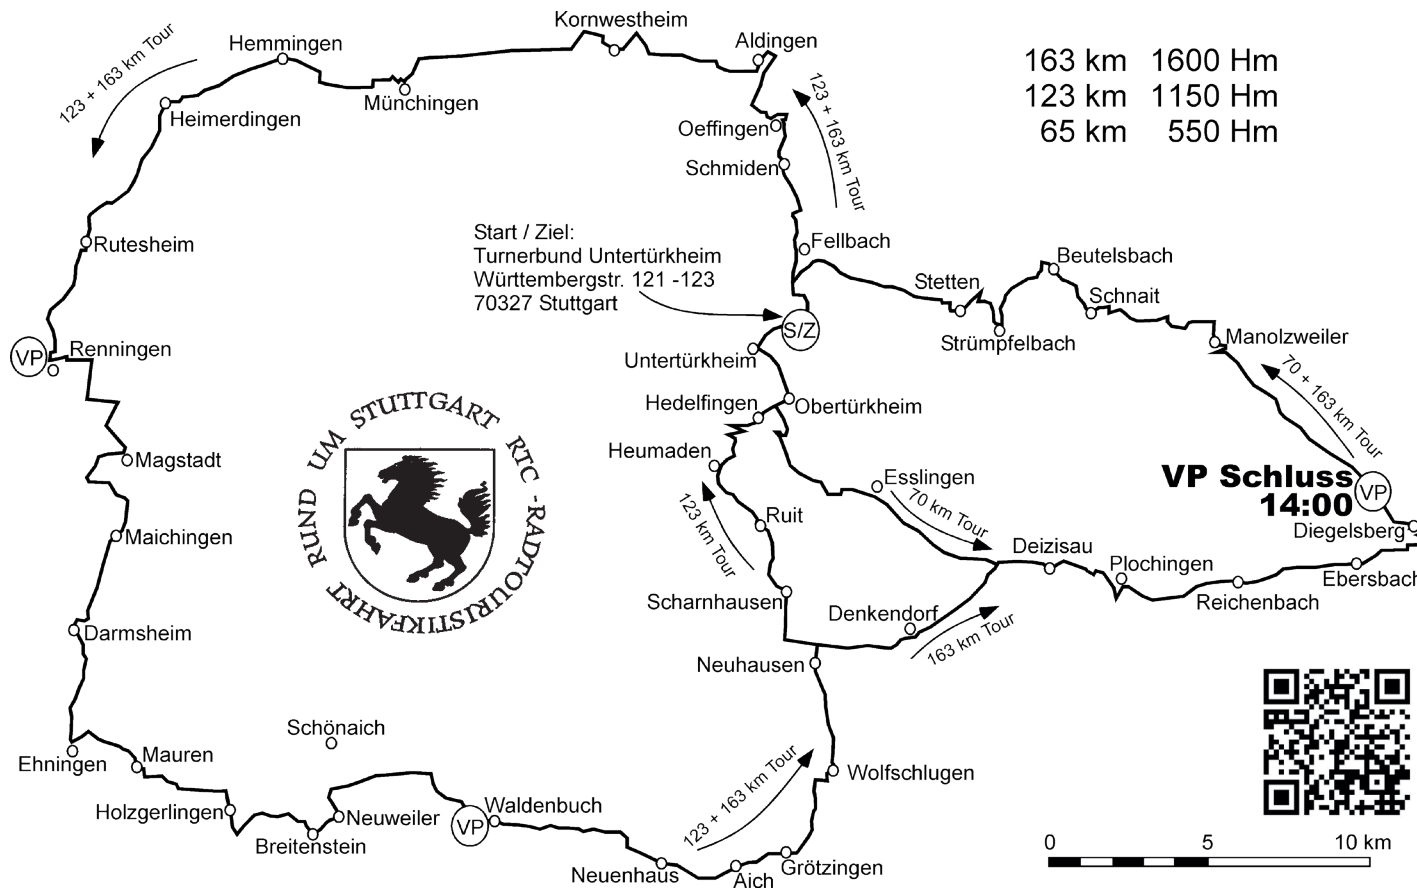 Kornwestheim
Hemmingen
Aldingen
123 + 163 km Tour
Münchingen
Heimerdingen
Oeffingen
Schmiden
123 + 163 km Tour
163 km 1600 Hm
123 km 1150 Hm
65 km 550 Hm
Rutesheim
Start / Ziel:
Turnerbund Untertürkheim
Württembergstr. 121 -123
70327 Stuttgart
Fellbach
Stetten
Beutelsbach
Schnait
Strümpfelbach
Manolzweiler
S/Z
VP
Renningen
Untertürkheim
Hedelfingen
Obertürkheim
Heumaden
70 + 163 km Tour
Magstadt
RUND UM STUTTGART RTC -RADTOURISTIKFAHRT
Esslingen
70 km Tour
VP Schluss
14:00
VP
Diegelsberg
Maichingen
123 km Tour
Ruit
Deizisau
Plochingen
Ebersbach
Reichenbach
Scharnhausen
Denkendorf
163 km Tour
Darmsheim
Neuhausen
Schönaich
Ehningen
Mauren
Wolfschlugen
123 + 163 km Tour
Holzgerlingen
Neuweiler
VP
Waldenbuch
Breitenstein
Neuenhaus
Aich
Grötzingen
0 5 10 km